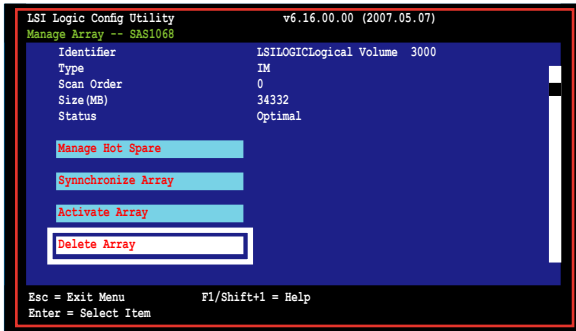 LSI Logic Config Utility v6.16.00.00 (2007.05.07)
Manage Array -- SAS1068
Identifier LSILOGICLogical Volume 3000
Type IM
Scan Order 0
Size(MB) 34332
Status Optimal
Manage Hot Spare
Synnchronize Array
Activate Array
Delete Array
Esc = Exit Menu F1/Shift+1 = Help
Enter = Select Item